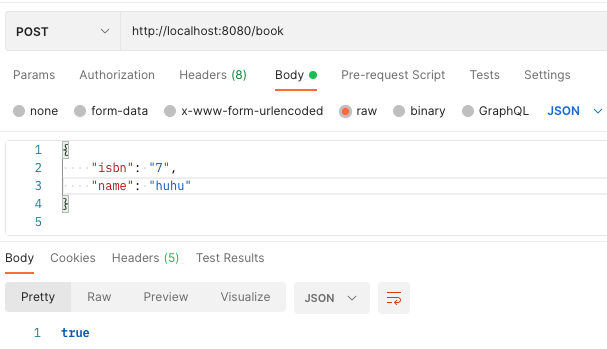 POST http://localhost:8080/book
Params Authorization Headers (8) Body Pre-request Script Tests Settings
none form-data x-www-form-urlencoded raw binary GraphQL JSON
1 {
2 "isbn": "7",
3 "name": "huhu"
4 }
5
Body Cookies Headers (5) Test Results
Pretty Raw Preview Visualize JSON
1 true